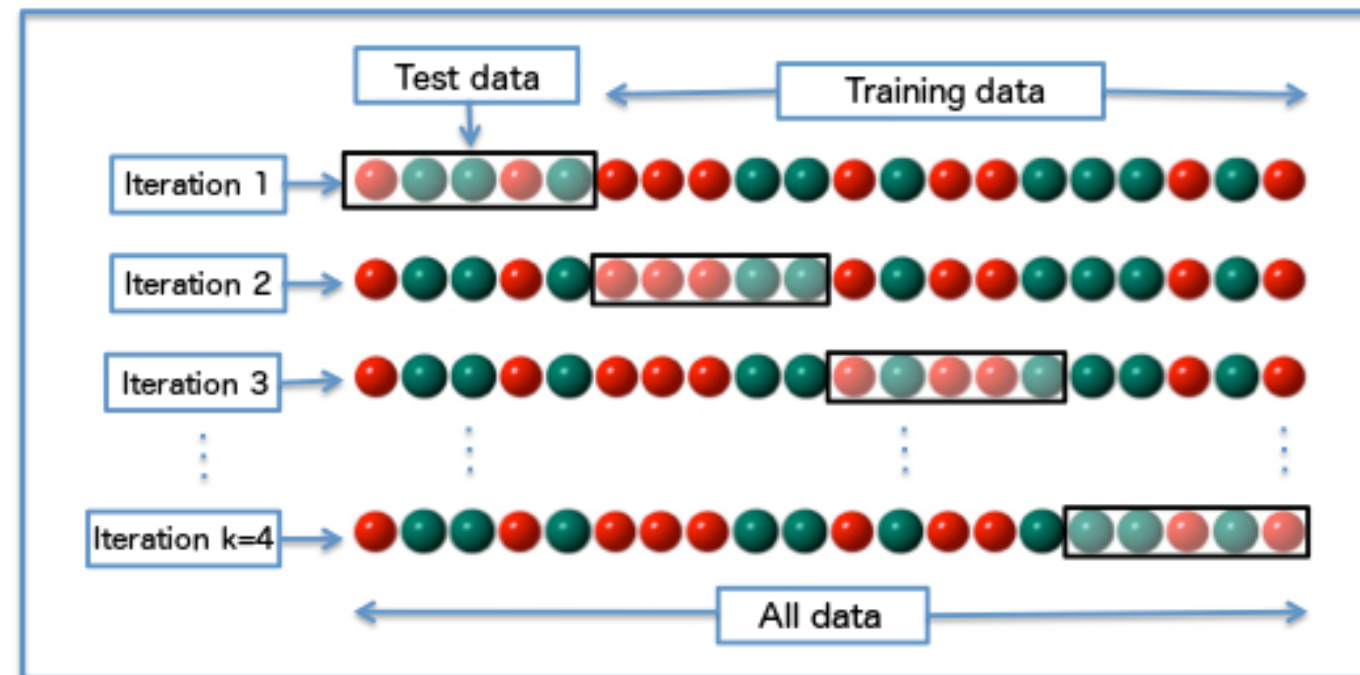 Test data
Training data
Iteration 1
Iteration 2
Iteration 3
Iteration k=4
All data